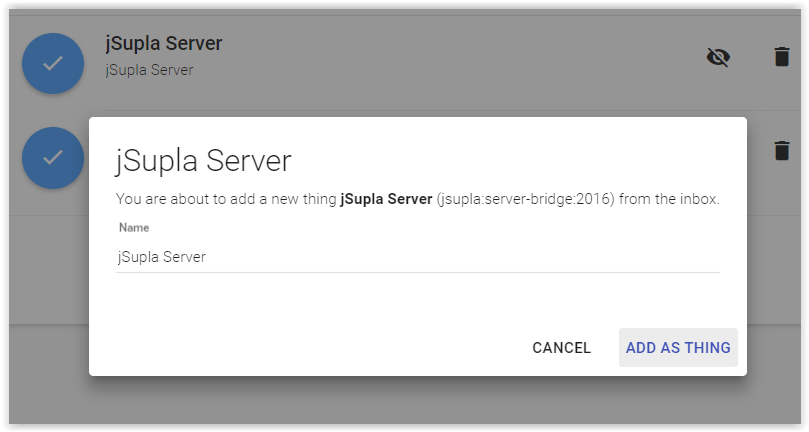 jSupla Server
jSupla Server
jSupla Server
You are about to add a new thing jSupla Server (jsupla:server-bridge:2016) from the inbox.
Name
jSupla Server
CANCEL ADD AS THING